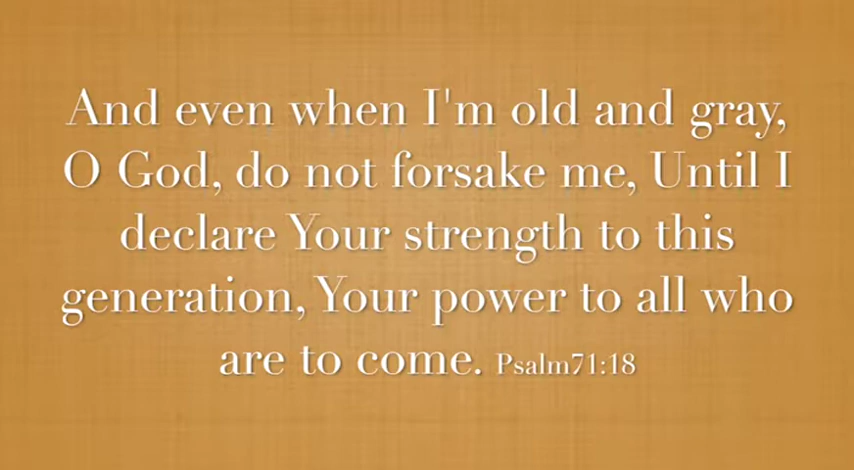 And even when I'm old and gray,
O God, do not forsake me, Until I
declare Your strength to this
generation, Your power to all who
are to come. Psalm71:18